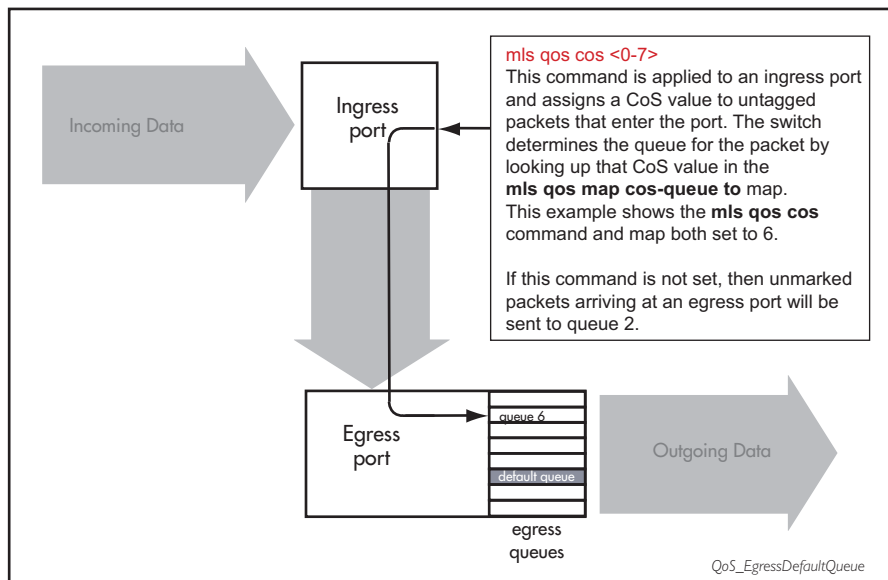 Incoming Data
Ingress
port
mls qos cos <0-7>
This command is applied to an ingress port
and assigns a CoS value to untagged
packets that enter the port. The switch
determines the queue for the packet by
looking up that CoS value in the
mls qos map cos-queue to map.
This example shows the mls qos cos
command and map both set to 6.
If this command is not set, then unmarked
packets arriving at an egress port will be
sent to queue 2.
Egress
port
queue 6
default queue
egress
queues
Outgoing Data
QoS_EgressDefaultQueue